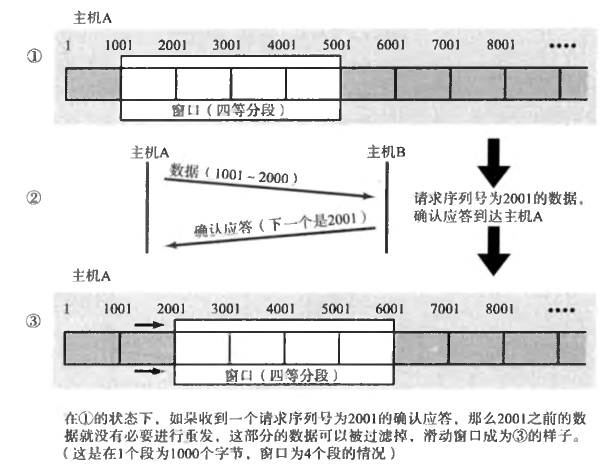 主机A
1 1001 2001 3001 4001 5001 6001 7001 8001 ••••
①
窗口（四等分段）
主机A 主机B
数据（1001~2000）
②
确认应答（下一个是2001）
请求序列号为2001的数据，
确认应答到达主机A
主机A
1 1001 2001 3001 4001 5001 6001 7001 8001 ••••
③
窗口（四等分段）
在①的状态下，如果收到一个请求序列号为2001的确认应答，那么2001之前的数
据就没有必要进行重发，这部分的数据可以被过滤掉，滑动窗口成为③的样子。
（这是在1个段为1000个字节，窗口为4个段的情况）